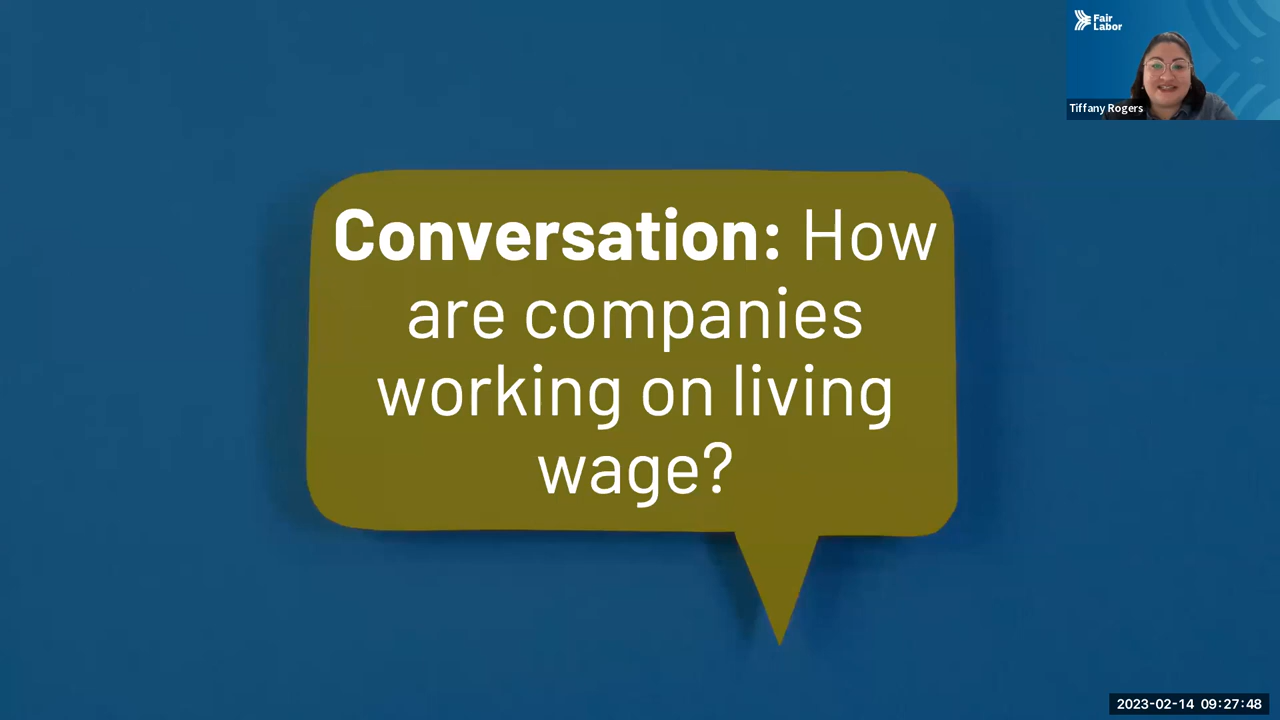 Fair
Labor
Tiffany Rogers
Conversation: How
are companies
working on living
wage?
2023-02-14 09:27:48